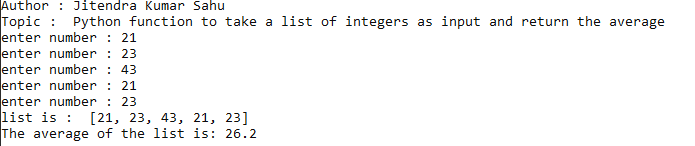 Author : Jitendra Kumar Sahu
Topic :  Python function to take a list of integers as input and return the average
enter number : 21
enter number : 23
enter number : 43
enter number : 21
enter number : 23
list is :  [21, 23, 43, 21, 23]
The average of the list is: 26.2